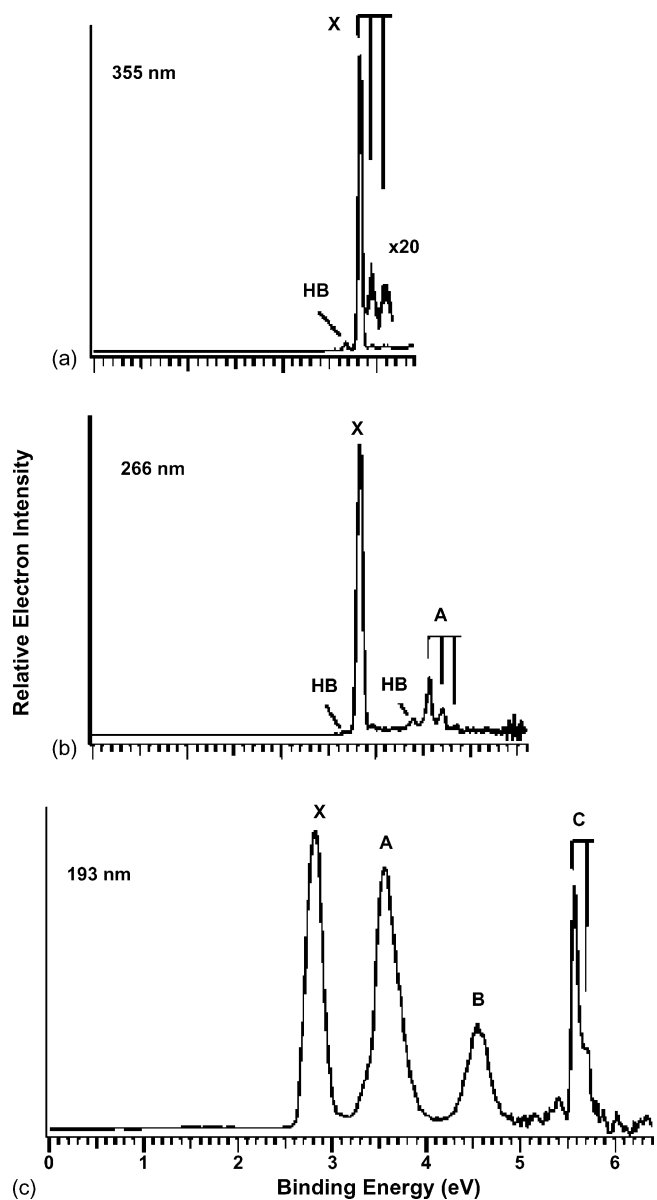 X
355 nm
x20
HB
(a)
X
266 nm
A
HB
HB
(b)
Relative Electron Intensity
X
A
C
193 nm
B
0 1 2 3 4 5 6
(c)
Binding Energy (eV)